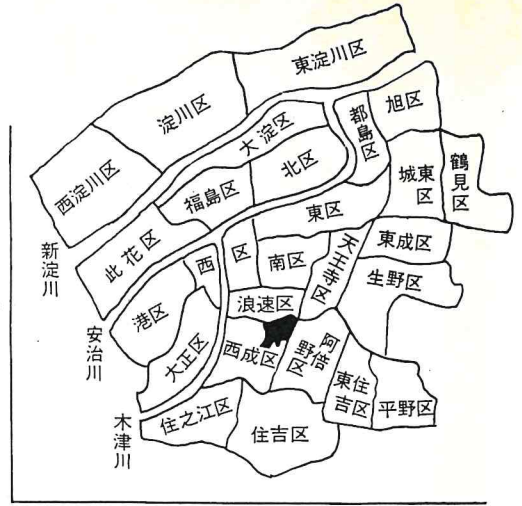 東淀川区
淀川区
西淀川区
大淀区
都島区
旭区
北区
福島区
城東区
鶴見区
此花区
東区
西区
南区
天王寺区
東成区
生野区
港区
浪速区
大正区
西成区
阿倍野区
東住吉区
平野区
住之江区
住吉区
新淀川
安治川
木津川